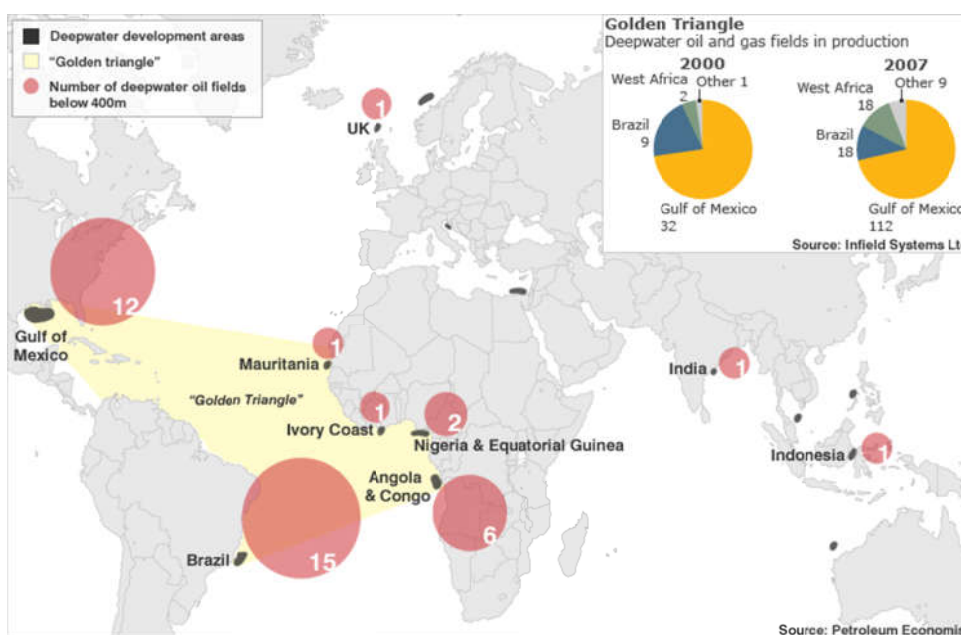 Deepwater development areas
“Golden triangle”
Number of deepwater oil fields
below 400m
Golden Triangle
Deepwater oil and gas fields in production
2000
West Africa
2
Other 1
Brazil
9
Gulf of Mexico
32
2007
West Africa
18
Other 9
Brazil
18
Gulf of Mexico
112
Source: Infield Systems Lt
1
UK
12
Gulf of
Mexico
1
Mauritania
“Golden Triangle”
1
Ivory Coast
2
Nigeria & Equatorial Guinea
Angola
& Congo
6
15
Brazil
India
1
Indonesia
1
Source: Petroleum Economis